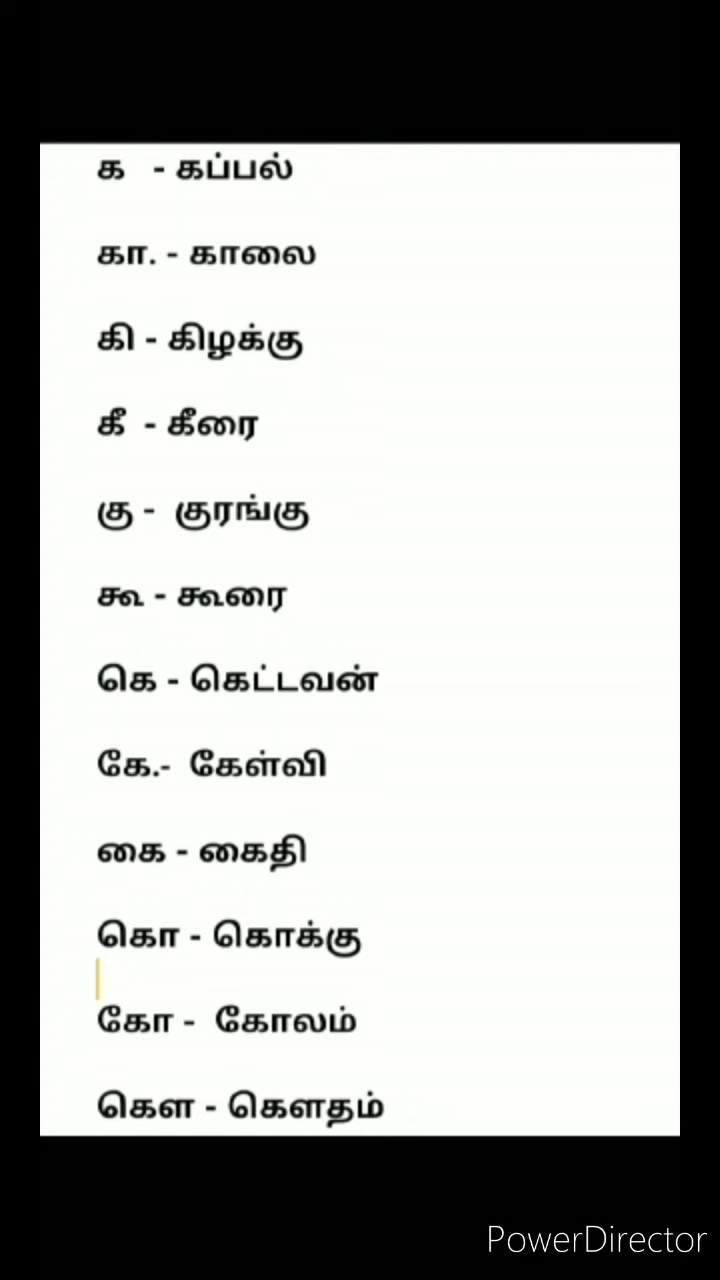 க - கப்பல்
கா. - காலை
கி - கிழக்கு
கீ - கீரை
கு - குரங்கு
கூ - கூரை
கெ - கெட்டவன்
கே.- கேள்வி
கை - கைதி
கொ - கொக்கு
கோ - கோலம்
கௌ - கௌதம்
PowerDirector